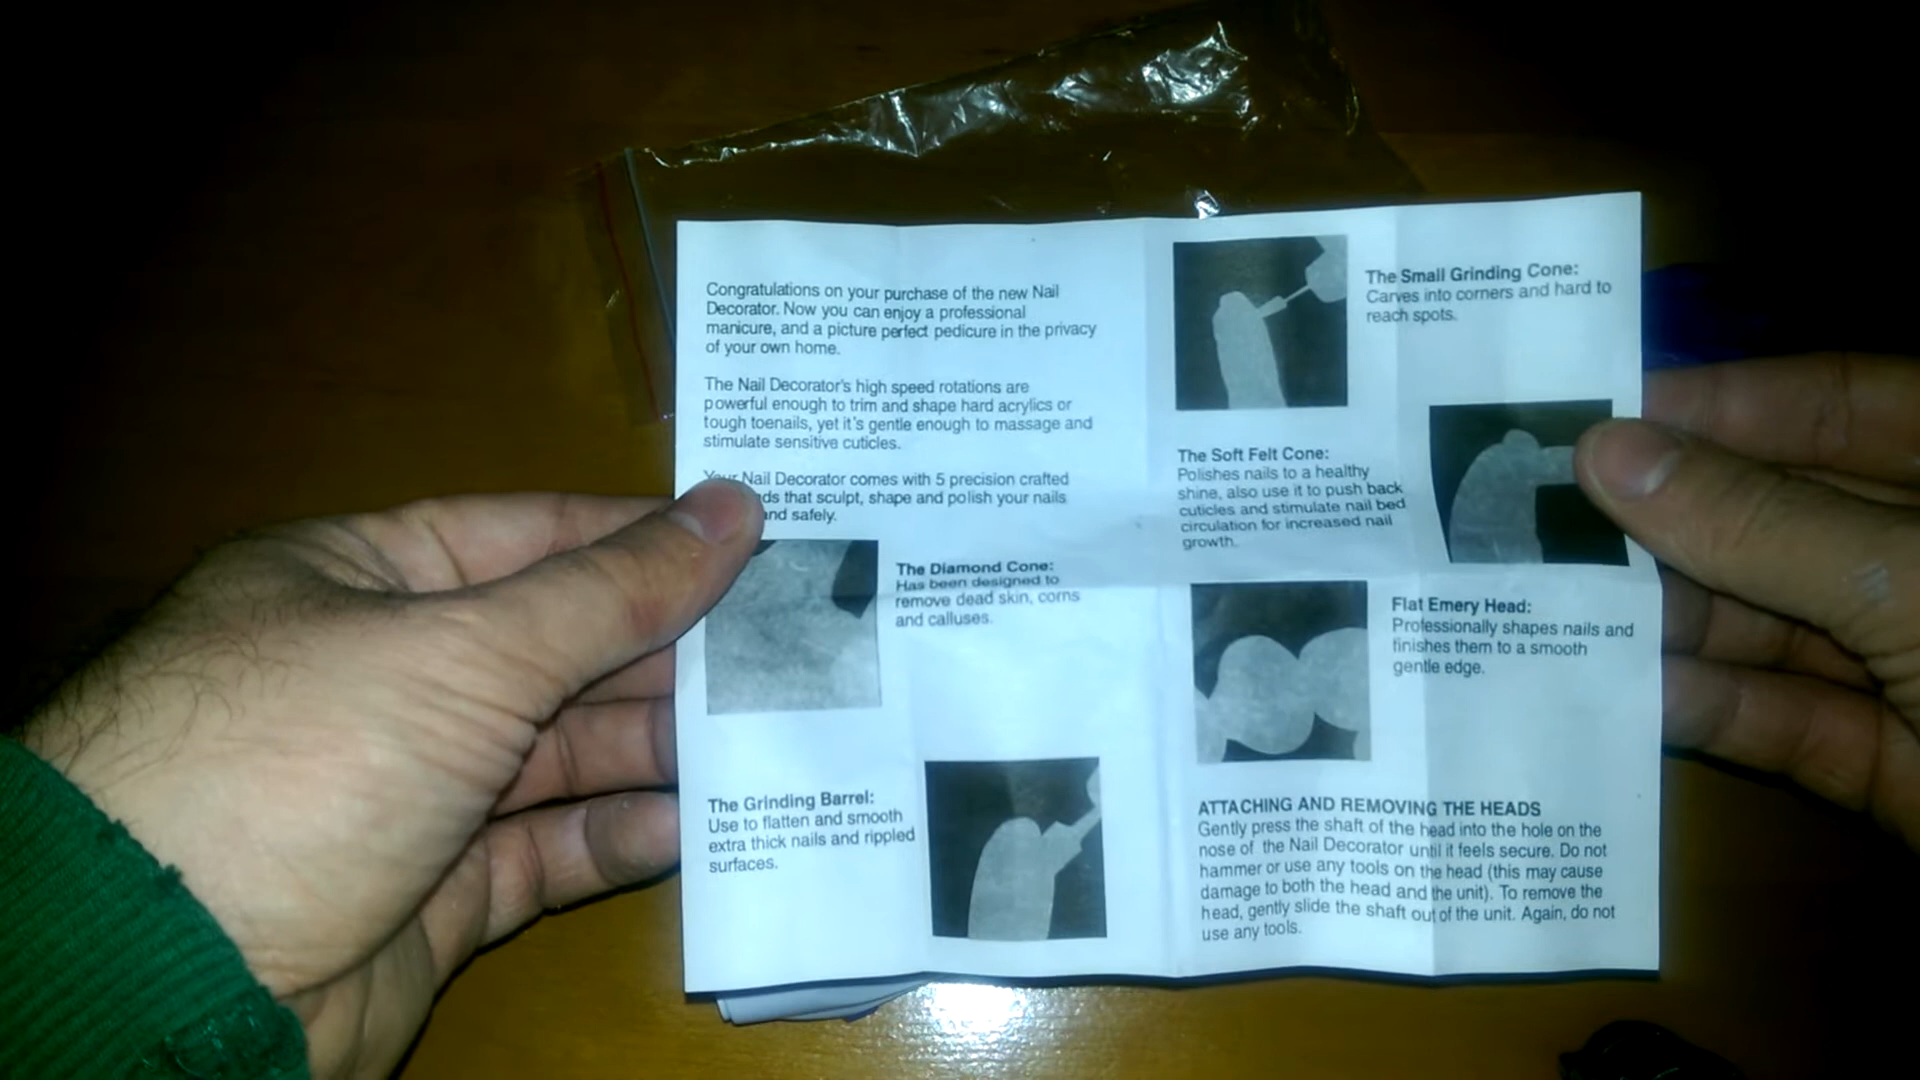 Congratulations on your purchase of the new Nail
Decorator. Now you can enjoy a professional
manicure, and a picture perfect pedicure in the privacy
of your own home.
The Nail Decorator's high speed rotations are
powerful enough to trim and shape hard acrylics or
tough toenails, yet it's gentle enough to massage and
stimulate sensitive cuticles.
Your Nail Decorator comes with 5 precision crafted
that sculpt, shape and polish your nails
and safely.
The Diamond Cone:
Has been designed to
remove dead skin, corns
and calluses.
The Grinding Barrel:
Use to flatten and smooth
extra thick nails and rippled
surfaces.
The Small Grinding Cone:
Carves into corners and hard to
reach spots.
The Soft Felt Cone:
Polishes nails to a healthy
shine, also use it to push back
cuticles and stimulate nail bed
circulation for increased nail
growth.
Flat Emery Head:
Professionally shapes nails and
finishes them to a smooth
gentle edge.
ATTACHING AND REMOVING THE HEADS
Gently press the shaft of the head into the hole on the
nose of the Nail Decorator until it feels secure. Do not
hammer or use any tools on the head (this may cause
damage to both the head and the unit). To remove the
head, gently slide the shaft out of the unit. Again, do not
use any tools.